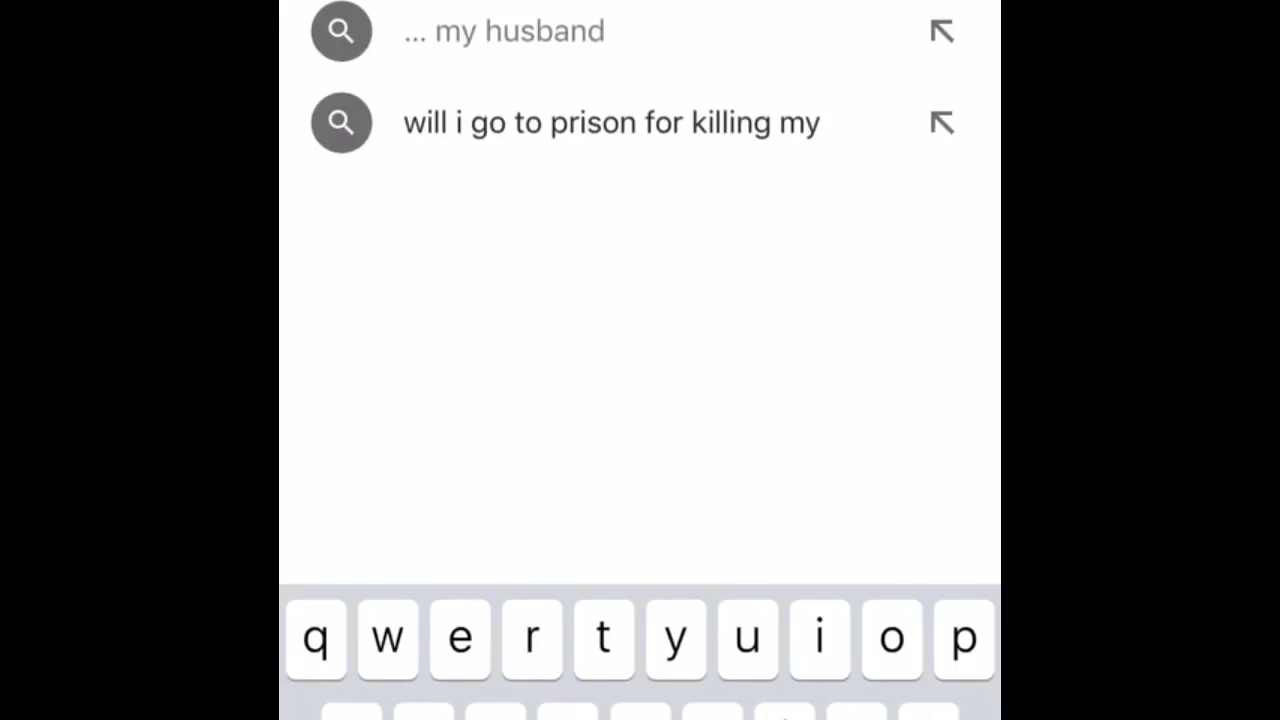 ... my husband
will i go to prison for killing my
q w e r t y u i o p